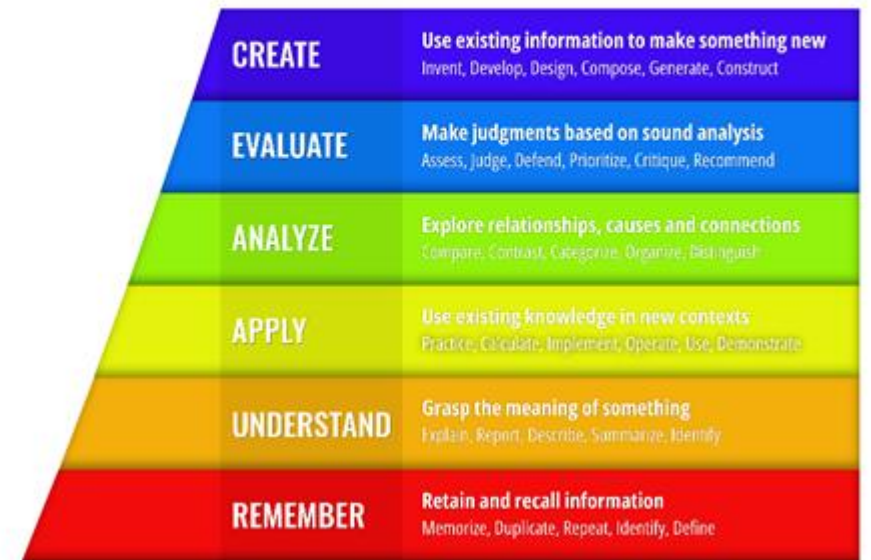 CREATE
Use existing information to make something new
Invent, Develop, Design, Compose, Generate, Construct
EVALUATE
Make judgments based on sound analysis
Assess, Judge, Defend, Prioritize, Critique, Recommend
ANALYZE
Explore relationships, causes and connections
Compare, Contrast, Categorize, Organize, Distinguish
APPLY
Use existing knowledge in new contexts
Practice, Calculate, Implement, Operate, Use, Demonstrate
UNDERSTAND
Grasp the meaning of something
Explain, Report, Describe, Summarize, Identify
REMEMBER
Retain and recall information
Memorize, Duplicate, Repeat, Identify, Define